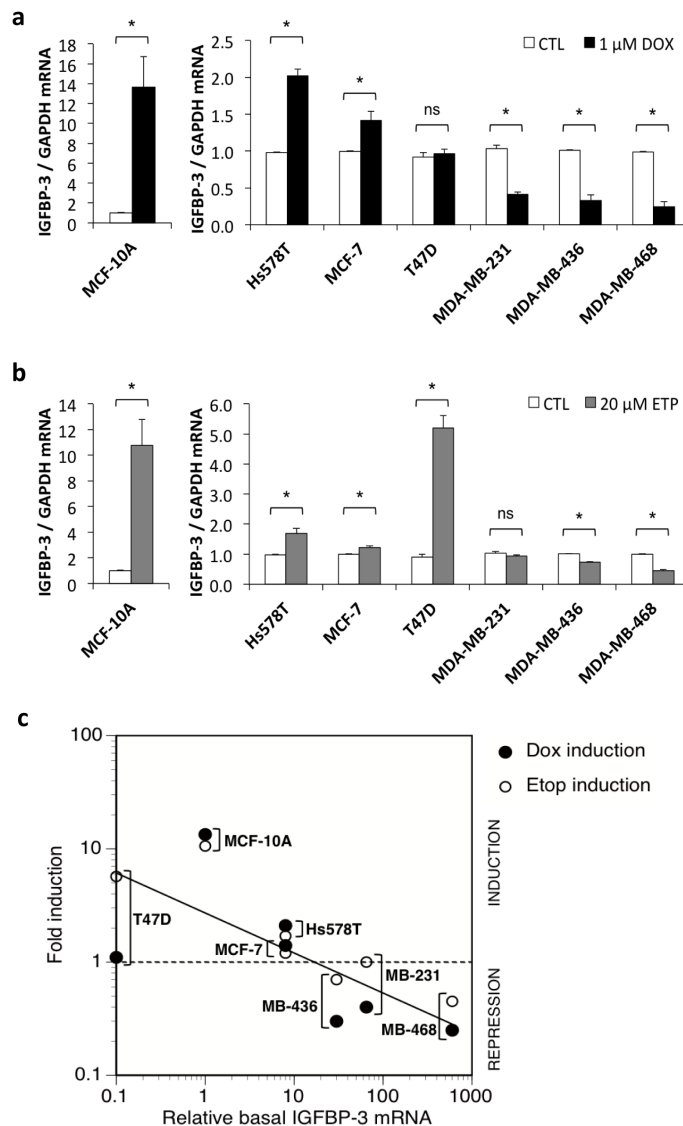 a
IGFBP-3 / GAPDH mRNA
18
16
14
12
10
8
6
4
2
0
*
MCF-10A
IGFBP-3 / GAPDH mRNA
2.5
2.0
1.5
1.0
0.5
0.0
CTL
1 µM DOX
*
*
ns
*
*
*
Hs578T
MCF-7
T47D
MDA-MB-231
MDA-MB-436
MDA-MB-468
b
IGFBP-3 / GAPDH mRNA
14
12
10
8
6
4
2
0
*
MCF-10A
IGFBP-3 / GAPDH mRNA
6.0
5.0
4.0
3.0
2.0
1.0
0.0
CTL
20 µM ETP
*
*
*
ns
*
*
Hs578T
MCF-7
T47D
MDA-MB-231
MDA-MB-436
MDA-MB-468
c
Fold induction
100
10
1
0.1
Dox induction
Etop induction
MCF-10A
T47D
Hs578T
MCF-7
MB-231
MB-436
MB-468
INDUCTION
REPRESSION
0.1
1
10
100
1000
Relative basal IGFBP-3 mRNA